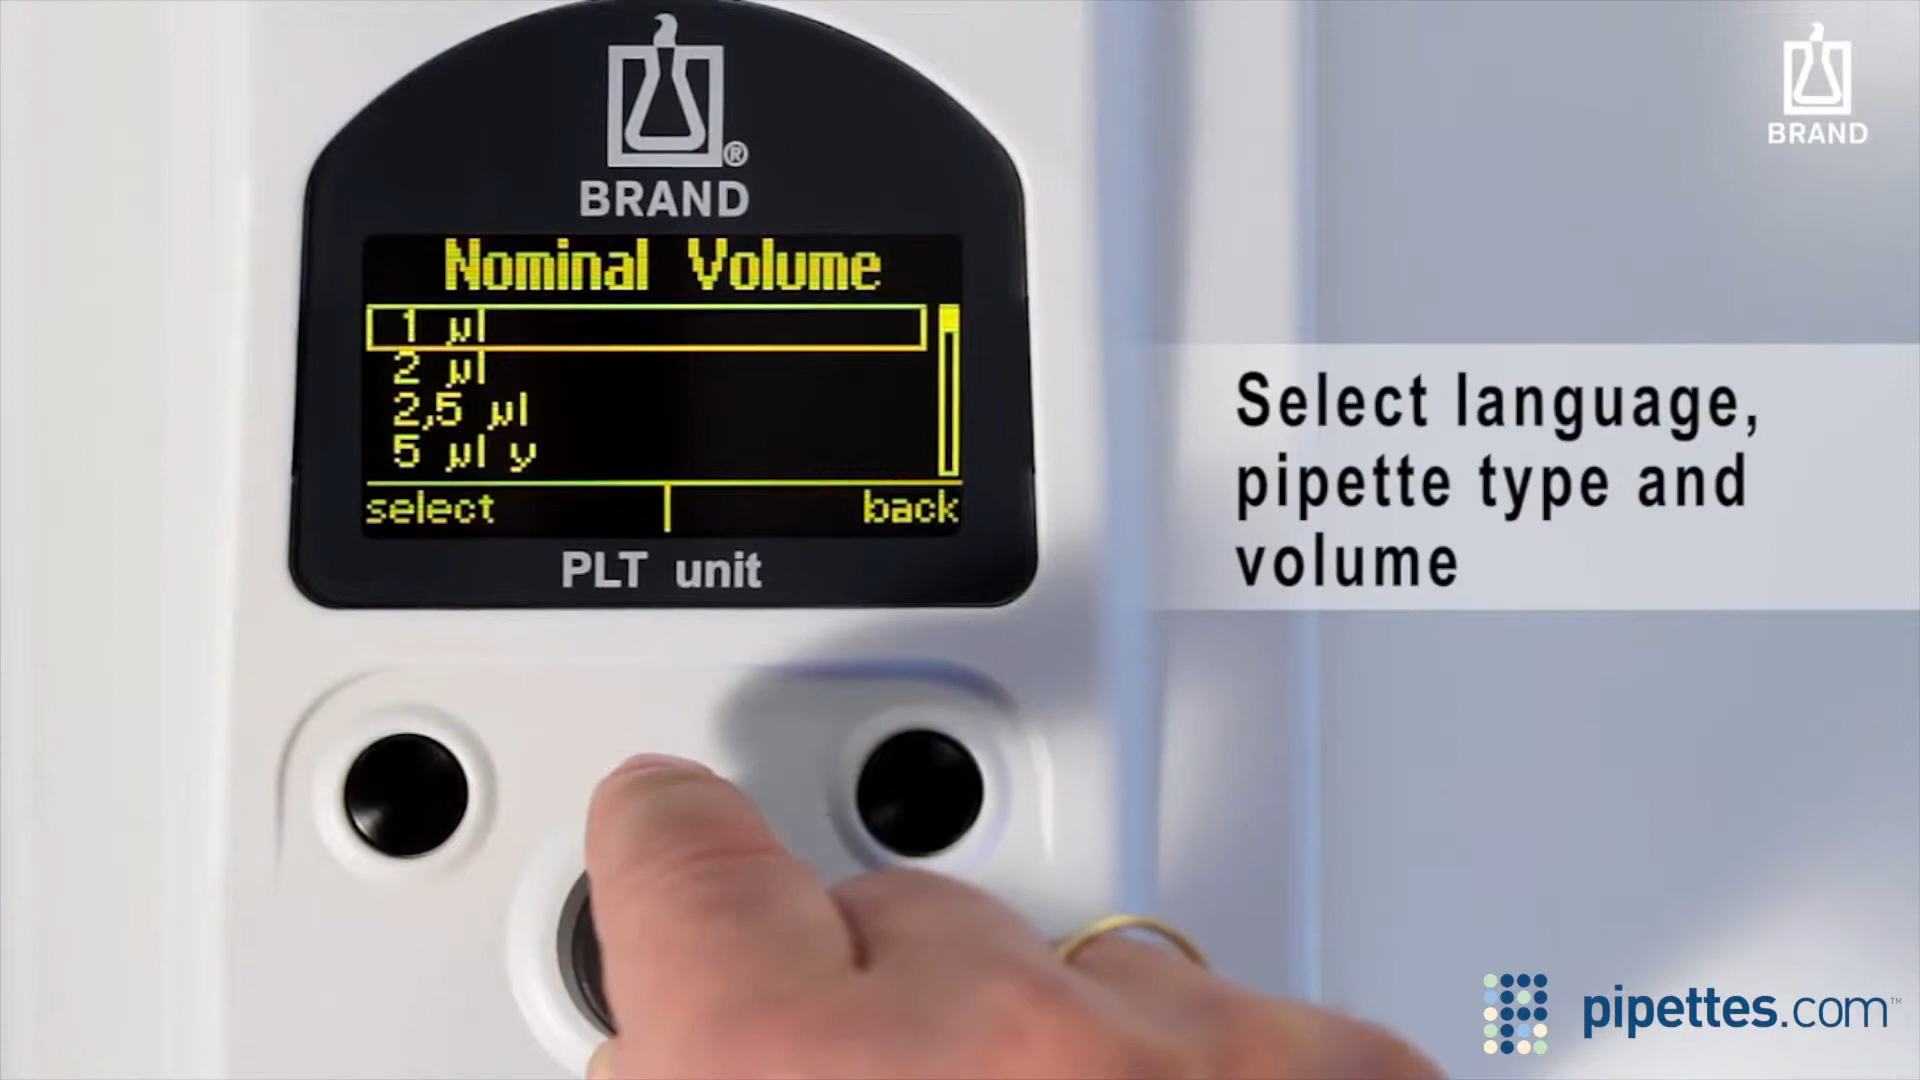 BRAND
®
BRAND
Nominal Volume
1 µl
2 µl
2,5 µl
5 µl y
select back
PLT unit
Select language,
pipette type and
volume
pipettes.com™